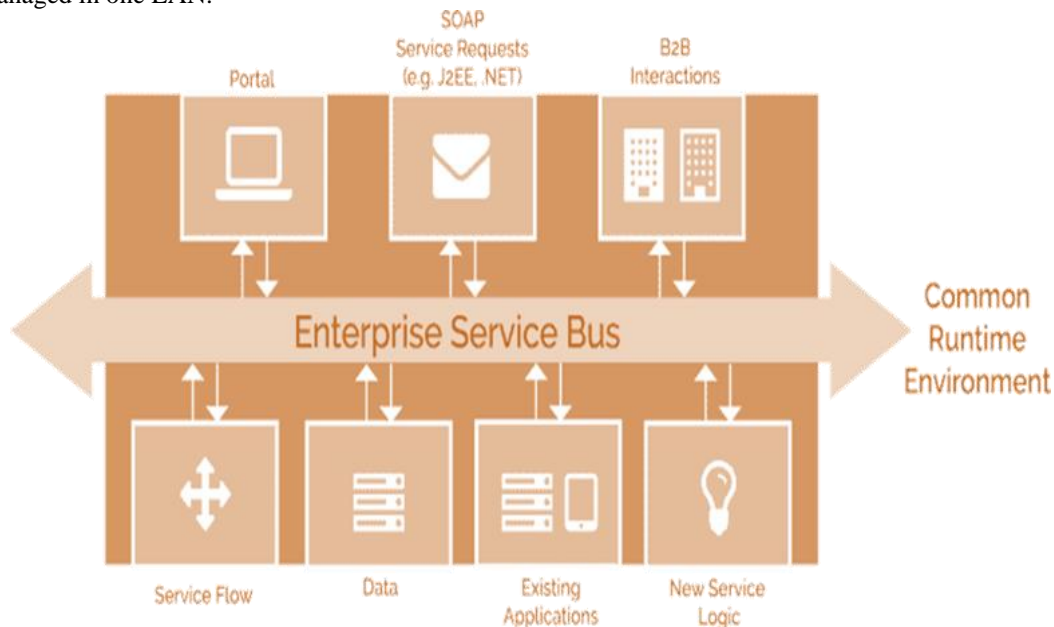 anaged in one LAN.
SOAP
Service Requests
(e.g. J2EE, .NET)
B2B
Interactions
Portal
Enterprise Service Bus
Common
Runtime
Environment
Service Flow
Data
Existing
Applications
New Service
Logic